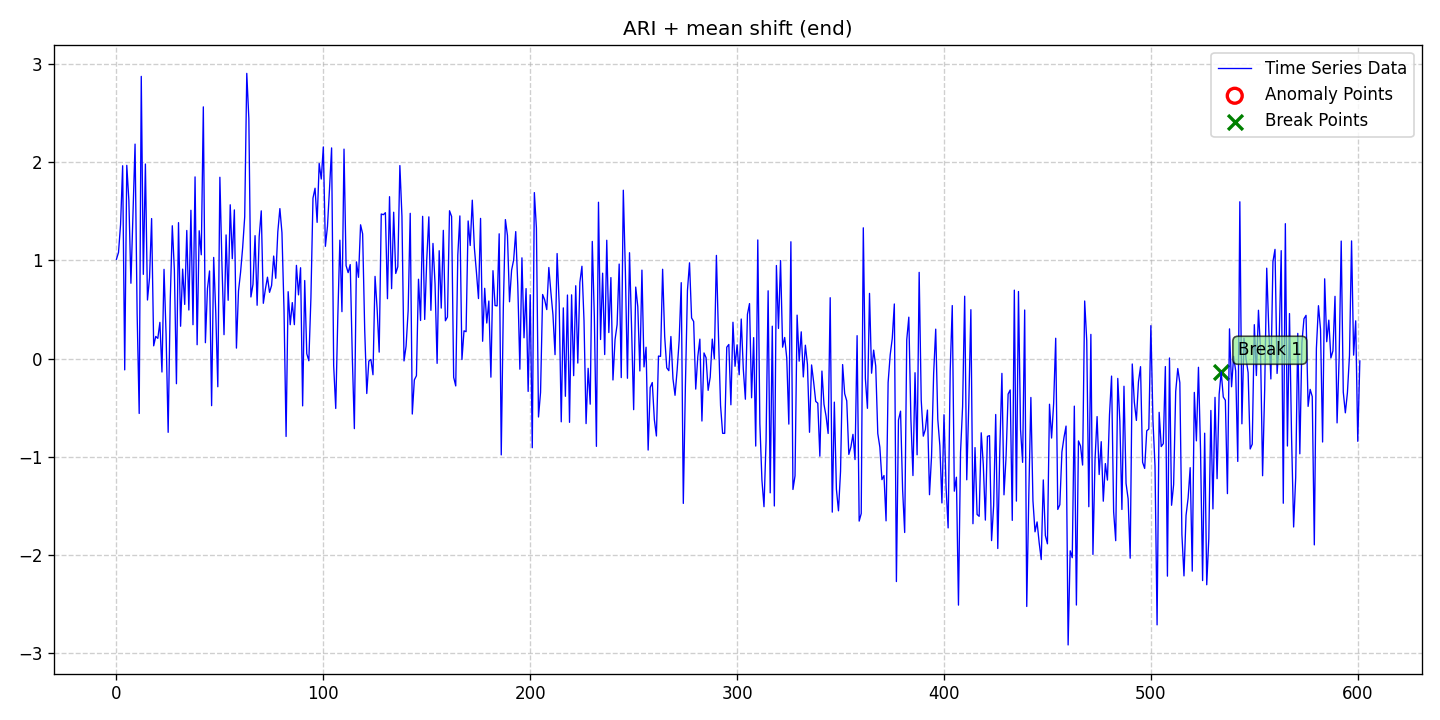 ARI + mean shift (end)
Time Series Data
Anomaly Points
Break Points
Break 1
3
2
1
0
−1
−2
−3
0 100 200 300 400 500 600